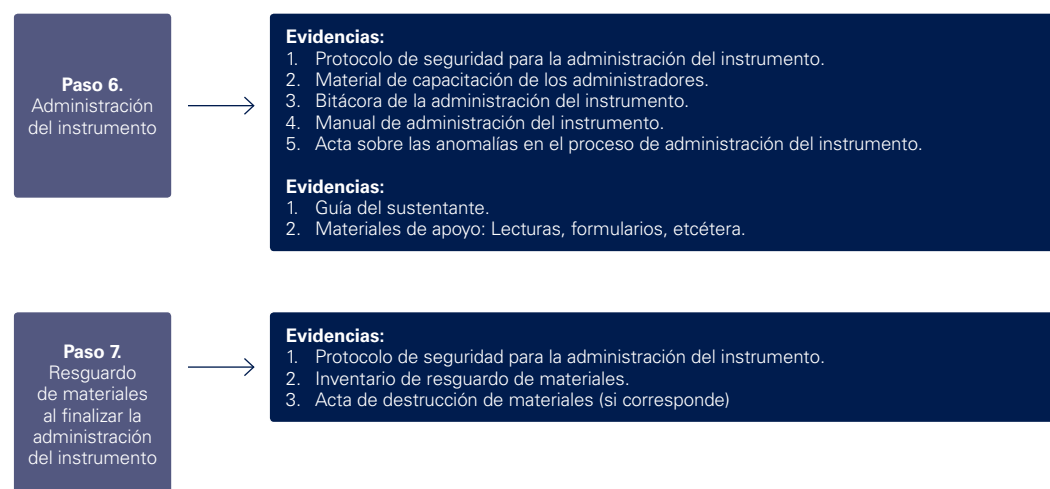 Paso 6.
Administración
del instrumento
Evidencias:
1. Protocolo de seguridad para la administración del instrumento.
2. Material de capacitación de los administradores.
3. Bitácora de la administración del instrumento.
4. Manual de administración del instrumento.
5. Acta sobre las anomalías en el proceso de administración del instrumento.
Evidencias:
1. Guía del sustentante.
2. Materiales de apoyo: Lecturas, formularios, etcétera.
Paso 7.
Resguardo
de materiales
al finalizar la
administración
del instrumento
Evidencias:
1. Protocolo de seguridad para la administración del instrumento.
2. Inventario de resguardo de materiales.
3. Acta de destrucción de materiales (si corresponde)